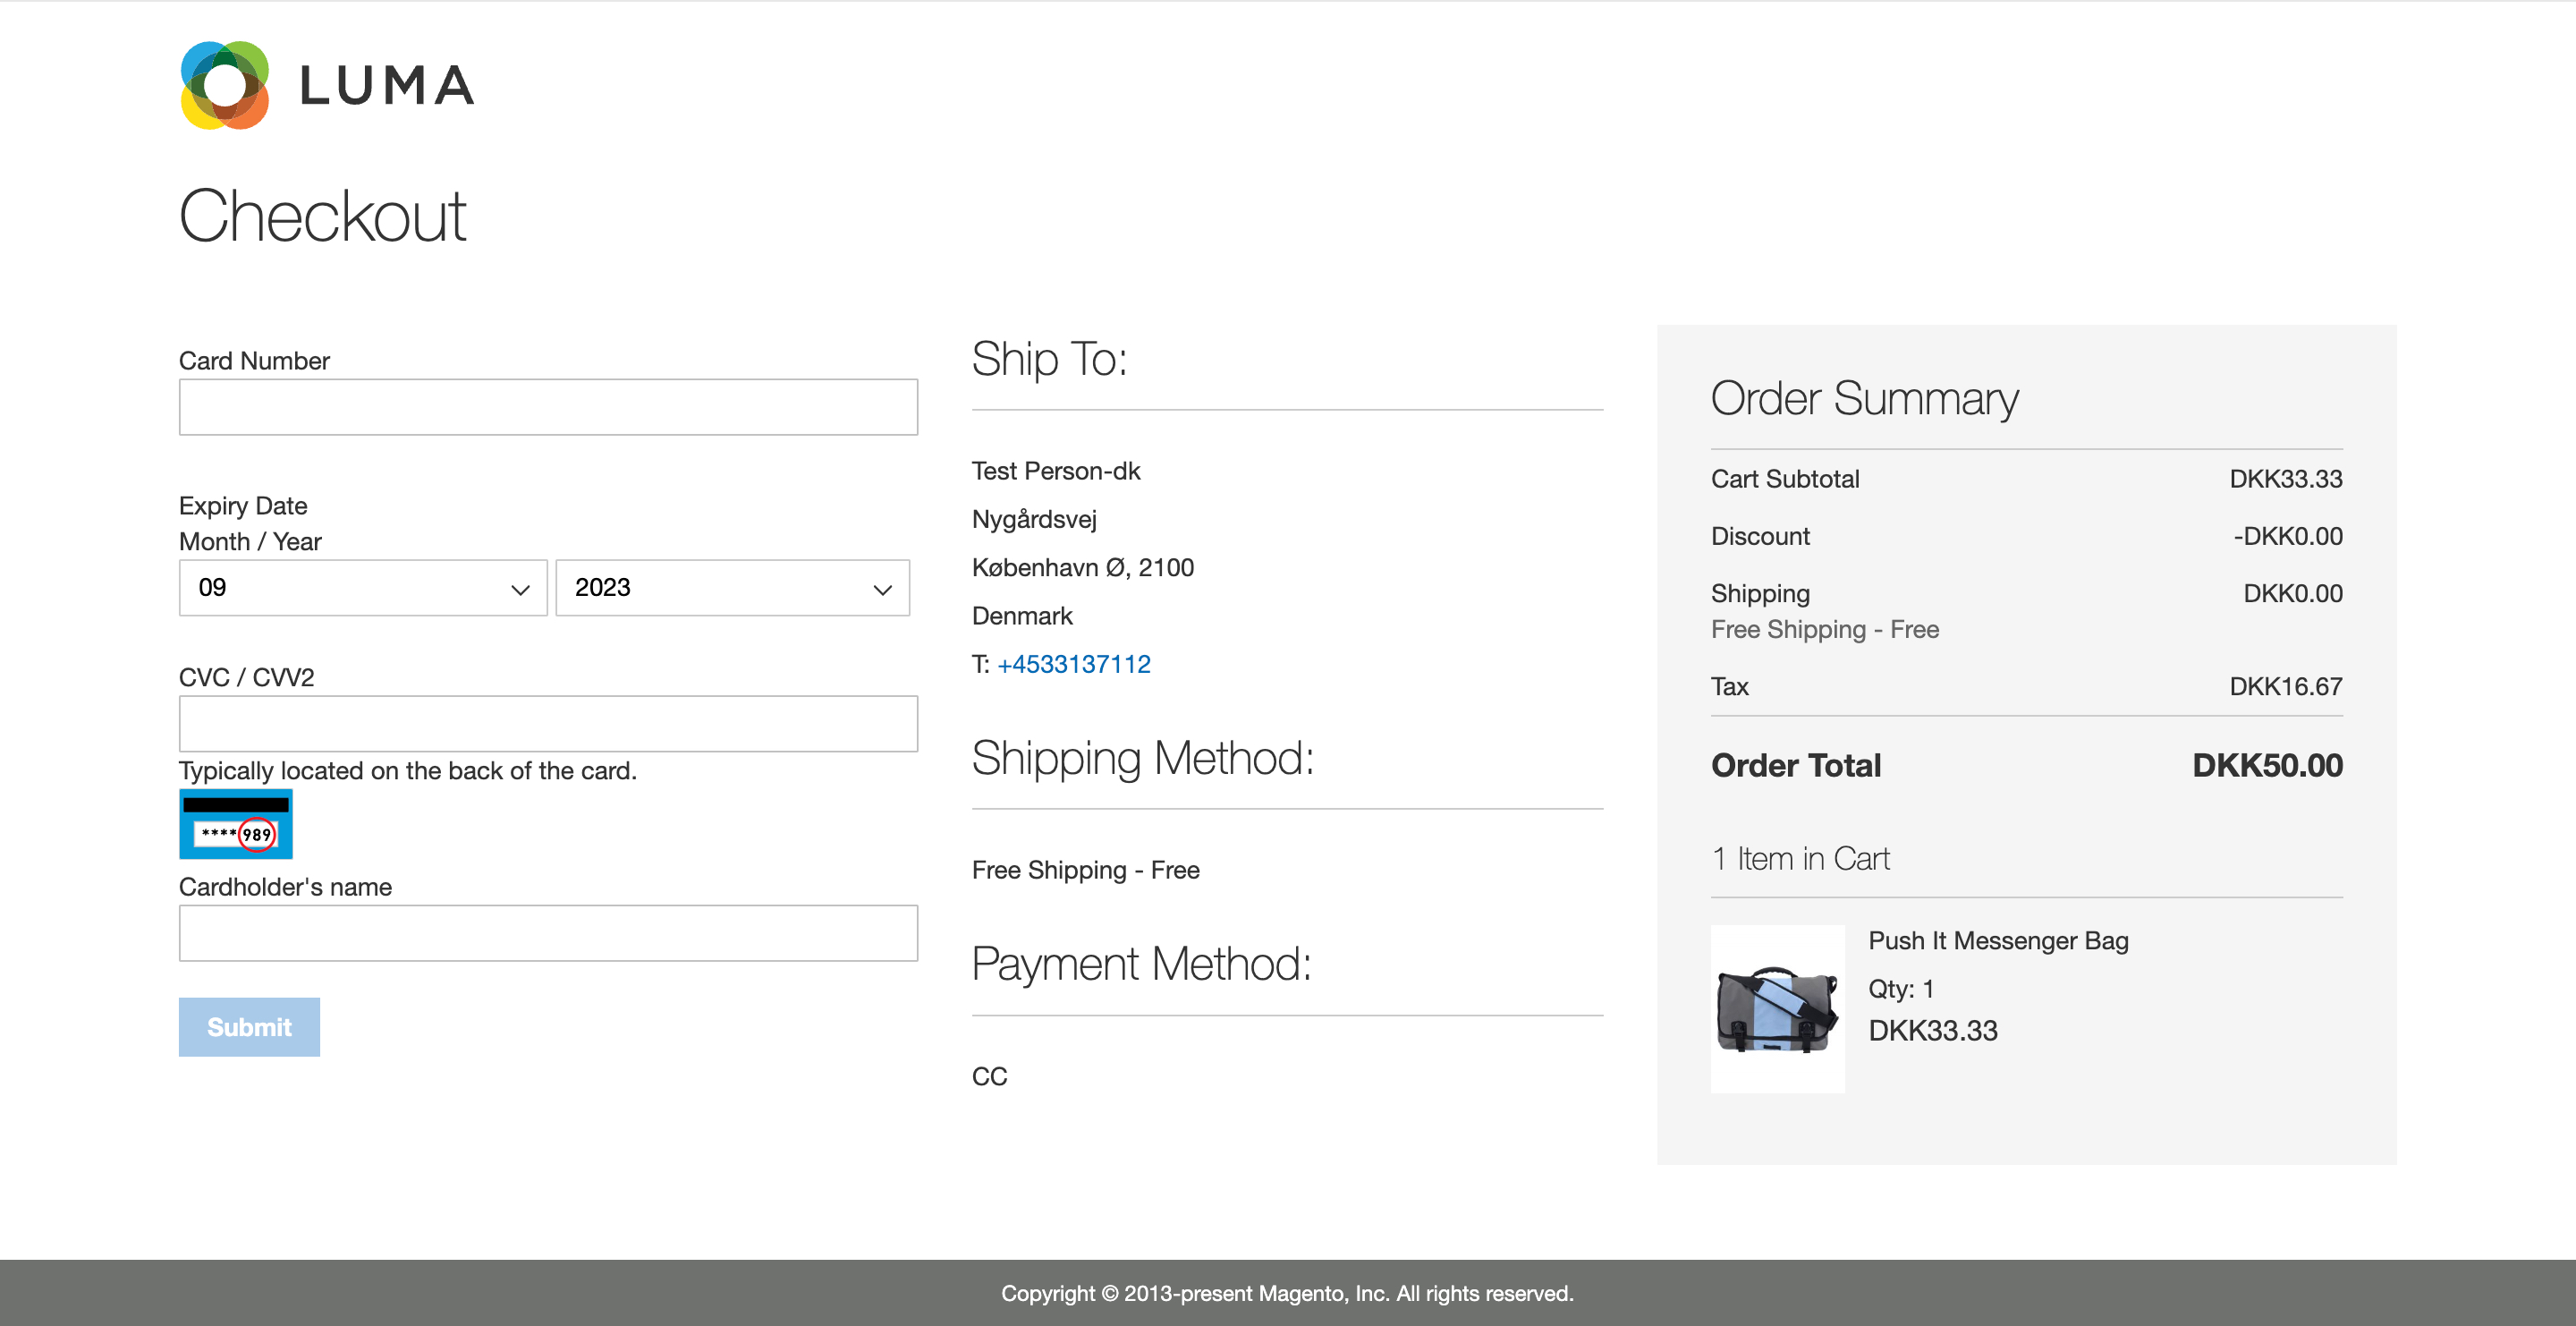 LUMA
Checkout
Card Number
Expiry Date
Month / Year
09
2023
CVC / CVV2
Typically located on the back of the card.
****989
Cardholder's name
Submit
Ship To:
Test Person-dk
Nygårdsvej
København Ø, 2100
Denmark
T: +4533137112
Shipping Method:
Free Shipping - Free
Payment Method:
CC
Order Summary
Cart Subtotal DKK33.33
Discount -DKK0.00
Shipping DKK0.00
Free Shipping - Free
Tax DKK16.67
Order Total DKK50.00
1 Item in Cart
Push It Messenger Bag
Qty: 1
DKK33.33
Copyright © 2013-present Magento, Inc. All rights reserved.